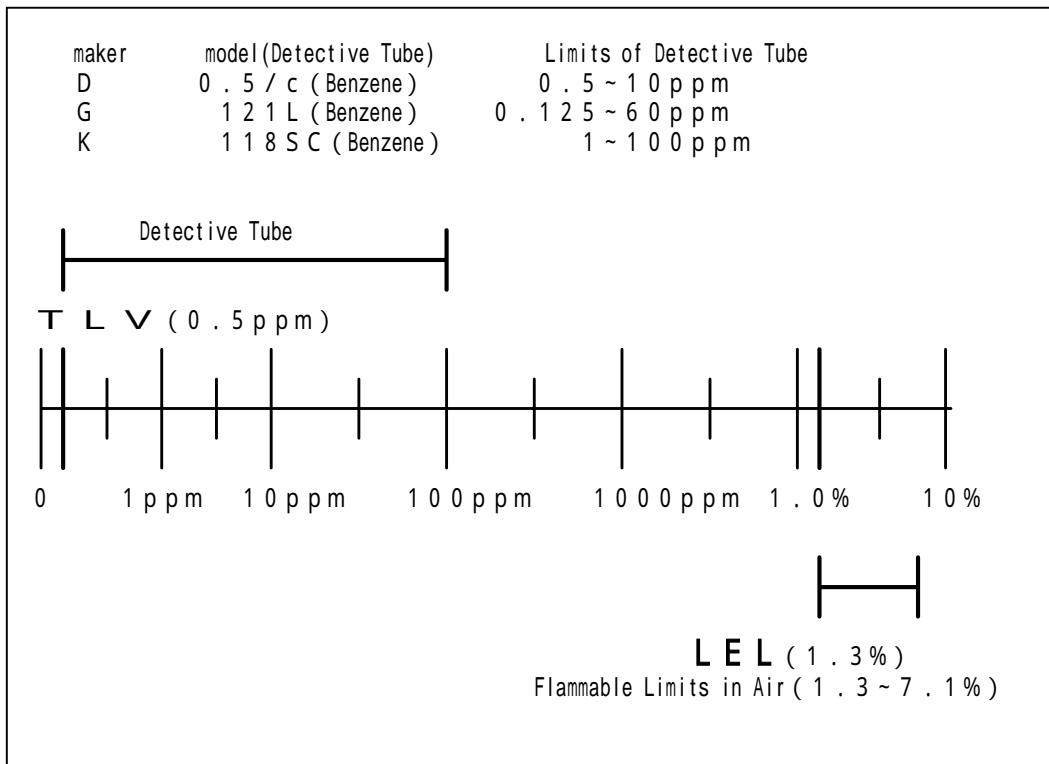 maker model(Detective Tube) Limits of Detective Tube
D 0.5/c(Benzene) 0.5~10ppm
G 121L(Benzene) 0.125~60ppm
K 118SC(Benzene) 1~100ppm
Detective Tube
TLV(0.5ppm)
0 1ppm 10ppm 100ppm 1000ppm 1.0% 10%
LEL(1.3%)
Flammable Limits in Air(1.3~7.1%)